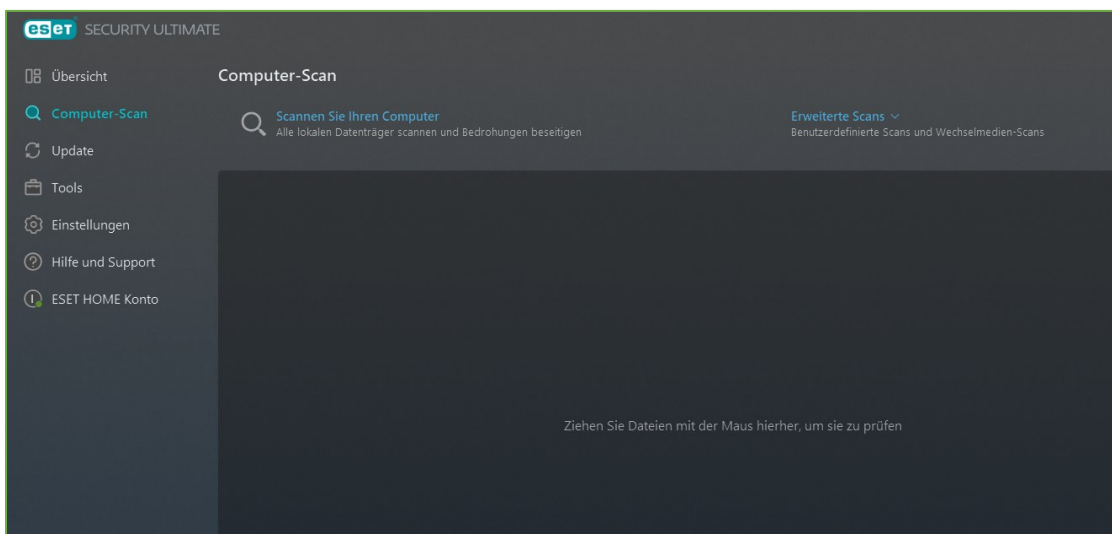 eset SECURITY ULTIMATE
Übersicht
Computer-Scan
Update
Tools
Einstellungen
Hilfe und Support
ESET HOME Konto
Computer-Scan
Scannen Sie Ihren Computer
Alle lokalen Datenträger scannen und Bedrohungen beseitigen
Erweiterte Scans
Benutzerdefinierte Scans und Wechselmedien-Scans
Ziehen Sie Dateien mit der Maus hierher, um sie zu prüfen